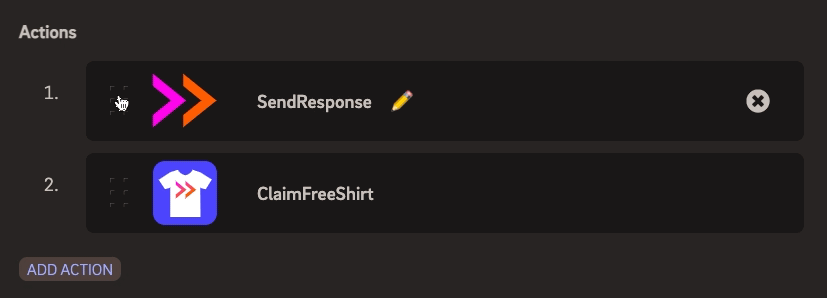 Actions
1.
SendResponse
2.
ClaimFreeShirt
ADD ACTION